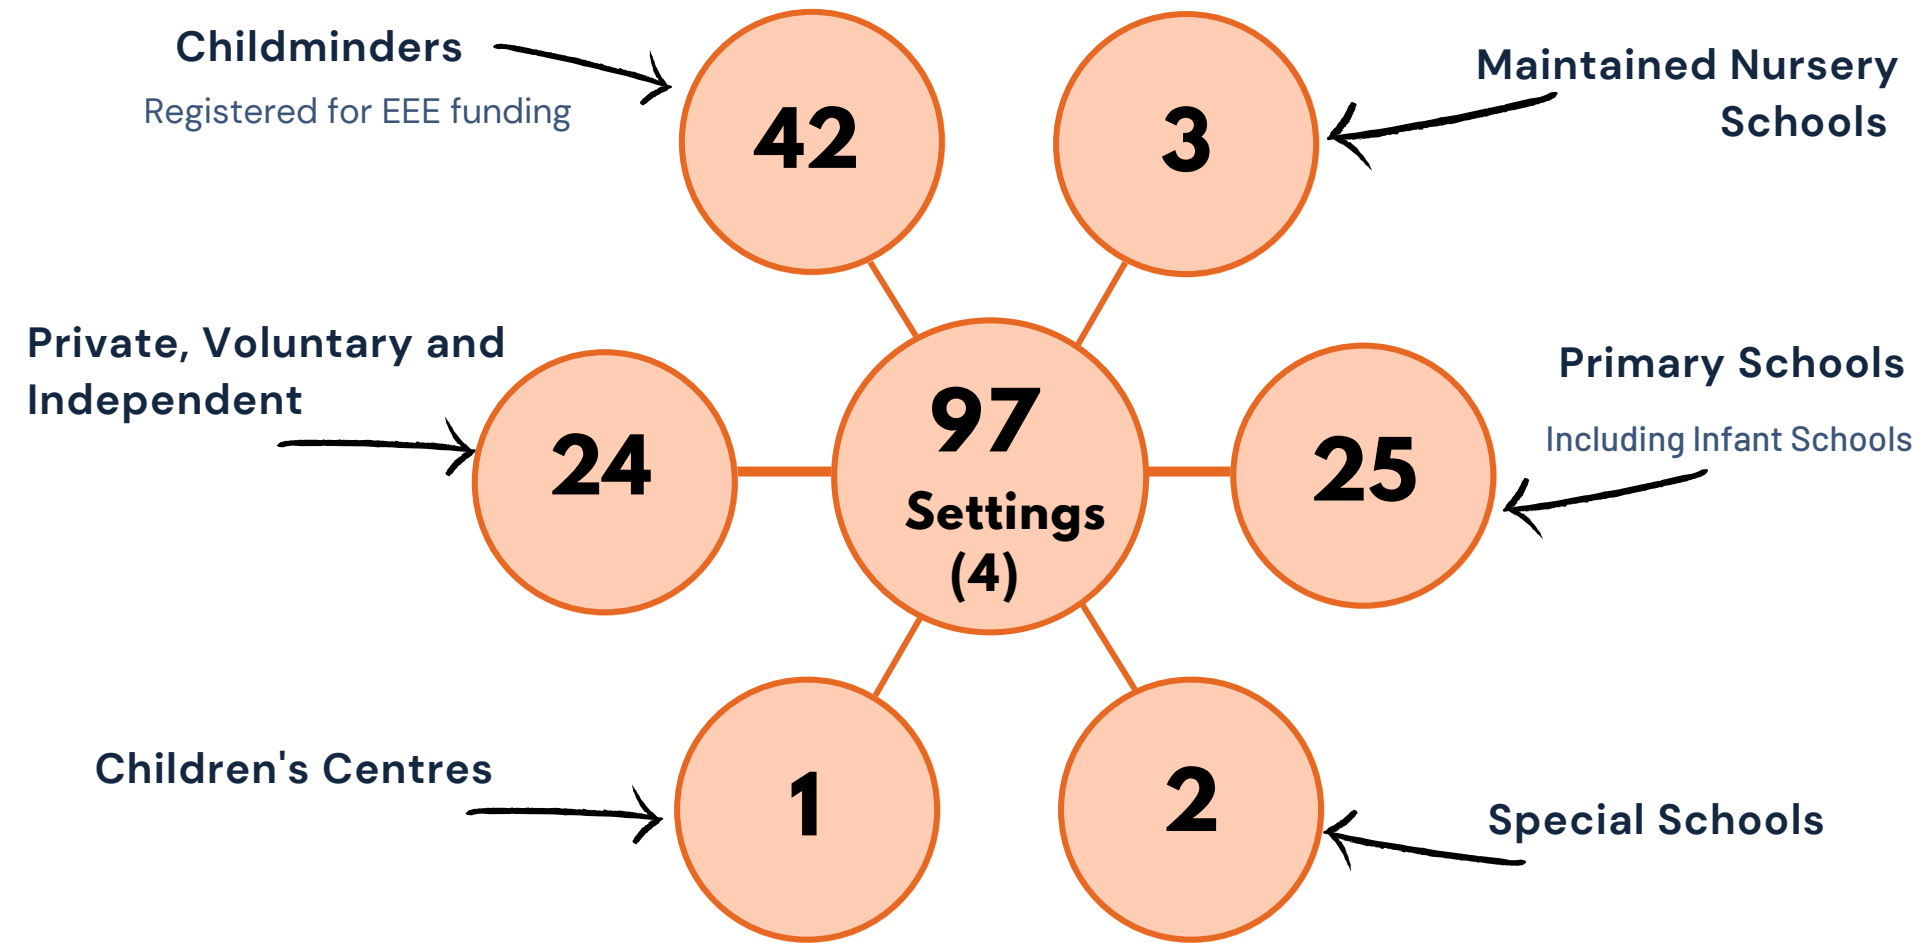 Childminders
Registered for EEE funding
42
3
Maintained Nursery
Schools
Private, Voluntary and
Independent
24
97
Settings
(4)
25
Primary Schools
Including Infant Schools
Children's Centres
1
2
Special Schools